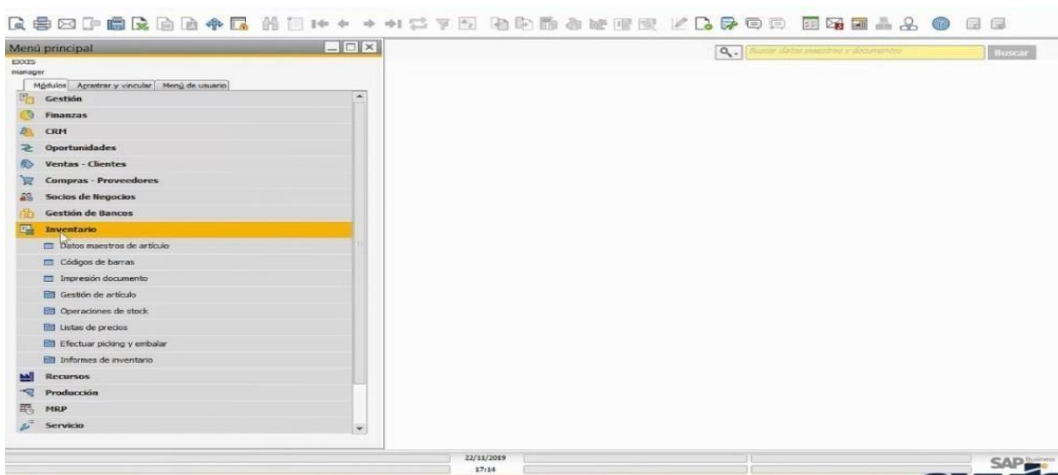 Menú principal
Buscar datos maestros y documentos
Buscar
EXXIS
manager
Módulos
Arrastrar y vincular
Menú de usuario
Gestión
Finanzas
CRM
Oportunidades
Ventas - Clientes
Compras - Proveedores
Socios de Negocios
Gestión de Bancos
Inventario
Datos maestros de artículo
Códigos de barras
Impresión documento
Gestión de artículo
Operaciones de stock
Listas de precios
Efectuar picking y embalar
Informes de inventario
Recursos
Producción
MRP
Servicio
22/11/2019
17:14
SAP Business